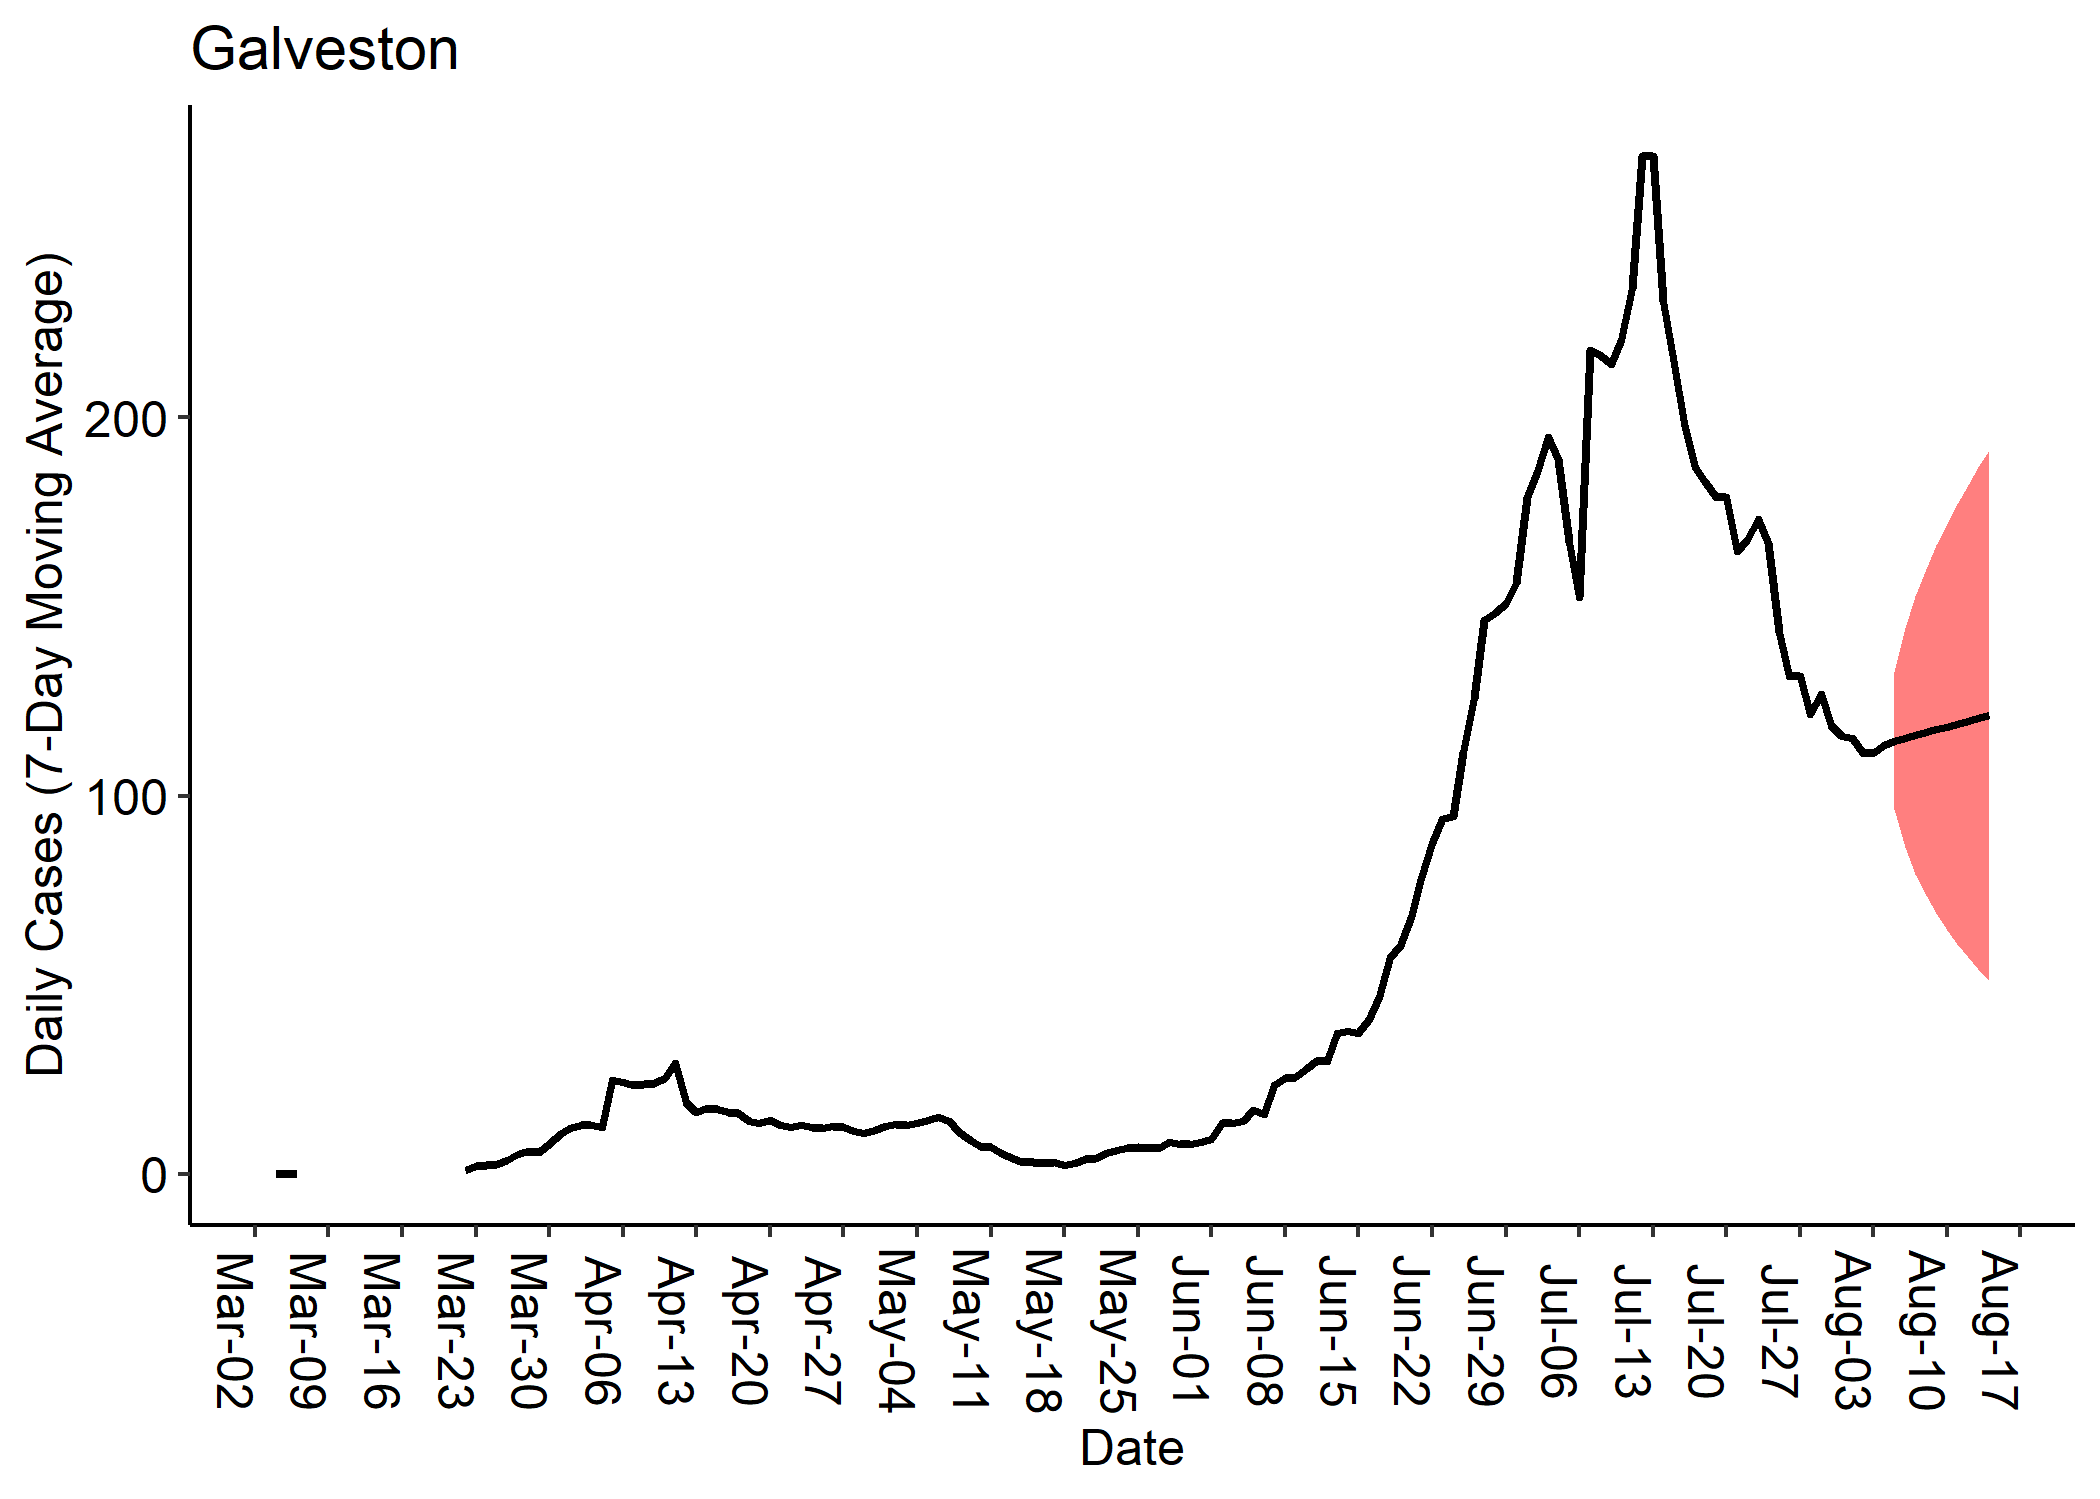 Galveston
Daily Cases (7-Day Moving Average)
200
100
0
Mar-02
Mar-09
Mar-16
Mar-23
Mar-30
Apr-06
Apr-13
Apr-20
Apr-27
May-04
May-11
May-18
May-25
Jun-01
Jun-08
Jun-15
Jun-22
Jun-29
Jul-06
Jul-13
Jul-20
Jul-27
Aug-03
Aug-10
Aug-17
Date